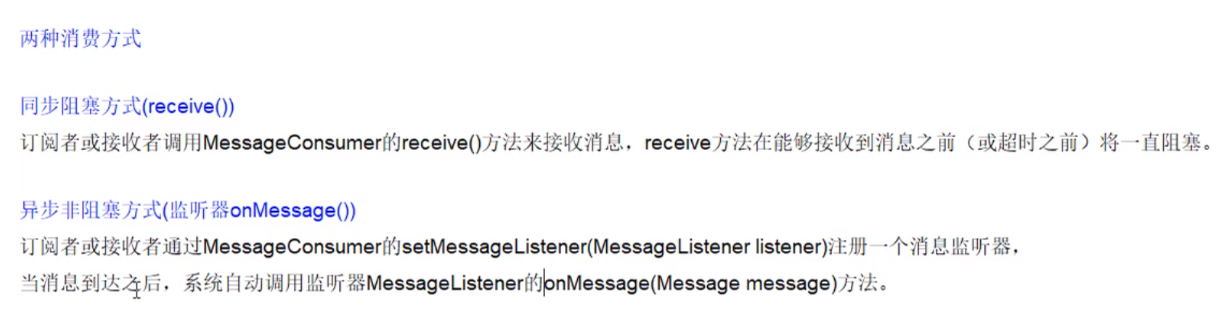 两种消费方式
同步阻塞方式(receive())
订阅者或接收者调用MessageConsumer的receive()方法来接收消息，receive方法在能够接收到消息之前（或超时之前）将一直阻塞。
异步非阻塞方式(监听器onMessage())
订阅者或接收者通过MessageConsumer的setMessageListener(MessageListener listener)注册一个消息监听器，
当消息到达之后，系统自动调用监听器MessageListener的onMessage(Message message)方法。